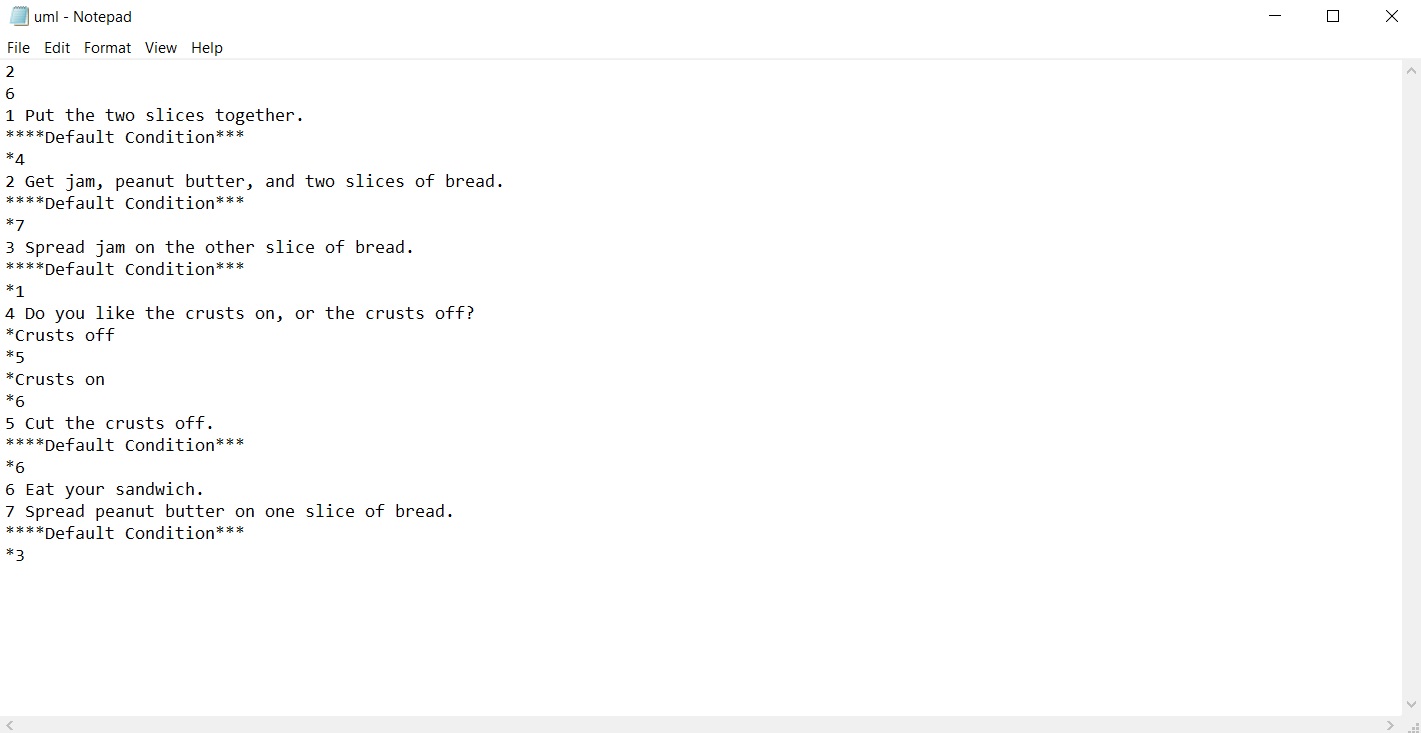 uml - Notepad
File Edit Format View Help
2
6
1 Put the two slices together.
****Default Condition***
*4
2 Get jam, peanut butter, and two slices of bread.
****Default Condition***
*7
3 Spread jam on the other slice of bread.
****Default Condition***
*1
4 Do you like the crusts on, or the crusts off?
*Crusts off
*5
*Crusts on
*6
5 Cut the crusts off.
****Default Condition***
*6
6 Eat your sandwich.
7 Spread peanut butter on one slice of bread.
****Default Condition***
*3